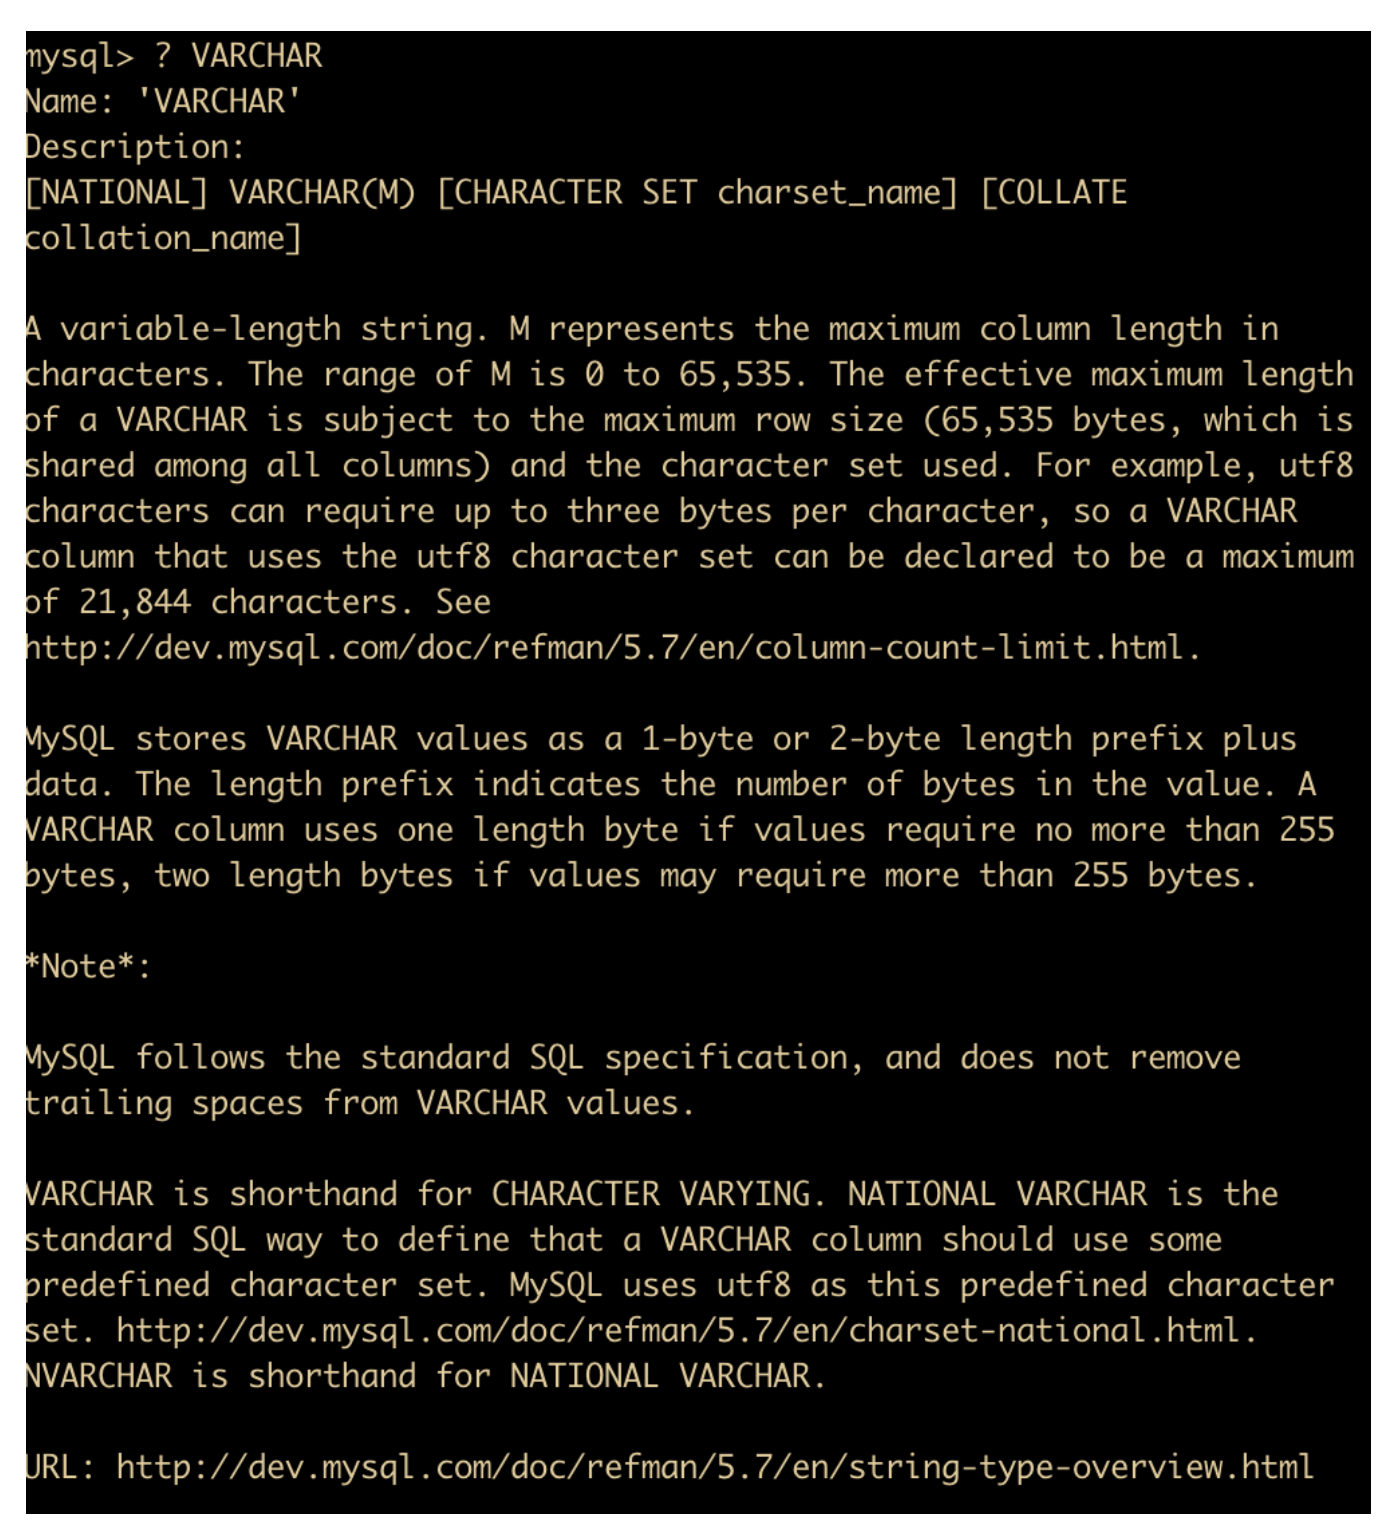 mysql> ? VARCHAR
Name: 'VARCHAR'
Description:
[NATIONAL] VARCHAR(M) [CHARACTER SET charset_name] [COLLATE
collation_name]
A variable-length string. M represents the maximum column length in
characters. The range of M is 0 to 65,535. The effective maximum length
of a VARCHAR is subject to the maximum row size (65,535 bytes, which is
shared among all columns) and the character set used. For example, utf8
characters can require up to three bytes per character, so a VARCHAR
column that uses the utf8 character set can be declared to be a maximum
of 21,844 characters. See
http://dev.mysql.com/doc/refman/5.7/en/column-count-limit.html.
MySQL stores VARCHAR values as a 1-byte or 2-byte length prefix plus
data. The length prefix indicates the number of bytes in the value. A
VARCHAR column uses one length byte if values require no more than 255
bytes, two length bytes if values may require more than 255 bytes.
*Note*:
MySQL follows the standard SQL specification, and does not remove
trailing spaces from VARCHAR values.
VARCHAR is shorthand for CHARACTER VARYING. NATIONAL VARCHAR is the
standard SQL way to define that a VARCHAR column should use some
predefined character set. MySQL uses utf8 as this predefined character
set. http://dev.mysql.com/doc/refman/5.7/en/charset-national.html.
NVARCHAR is shorthand for NATIONAL VARCHAR.
URL: http://dev.mysql.com/doc/refman/5.7/en/string-type-overview.html